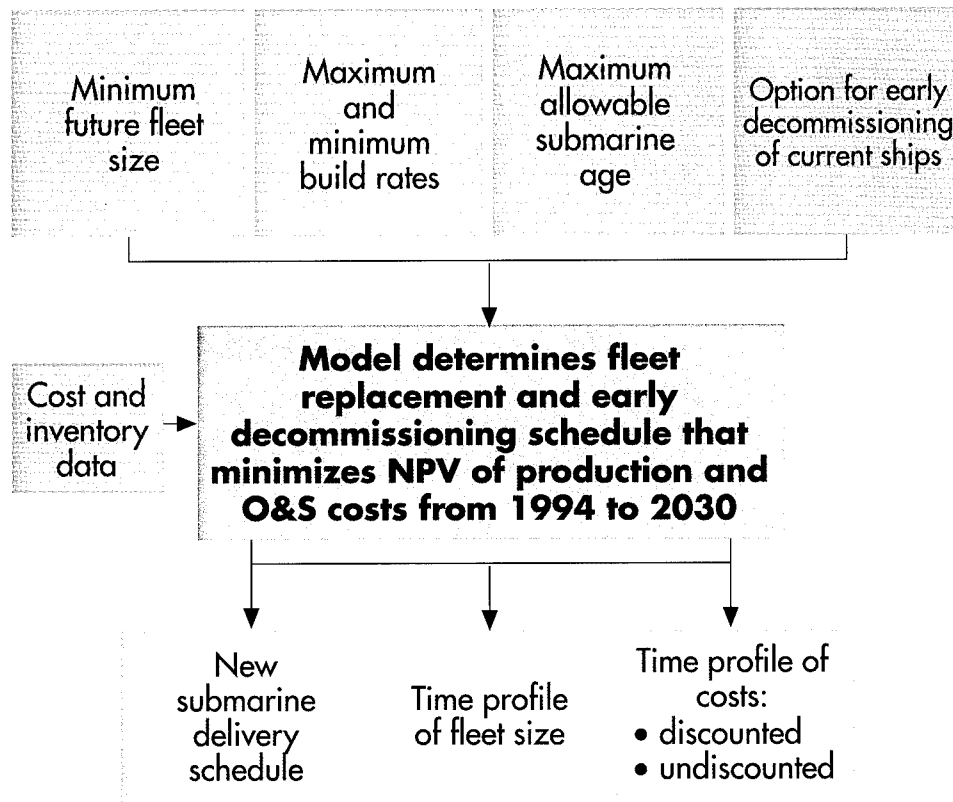 Minimum
future fleet
size
Maximum
and
minimum
build rates
Maximum
allowable
submarine
age
Option for early
decommissioning
of current ships
Cost and
inventory
data
Model determines fleet
replacement and early
decommissioning schedule that
minimizes NPV of production and
O&S costs from 1994 to 2030
New
submarine
delivery
schedule
Time profile
of fleet size
Time profile of
costs:
• discounted
• undiscounted